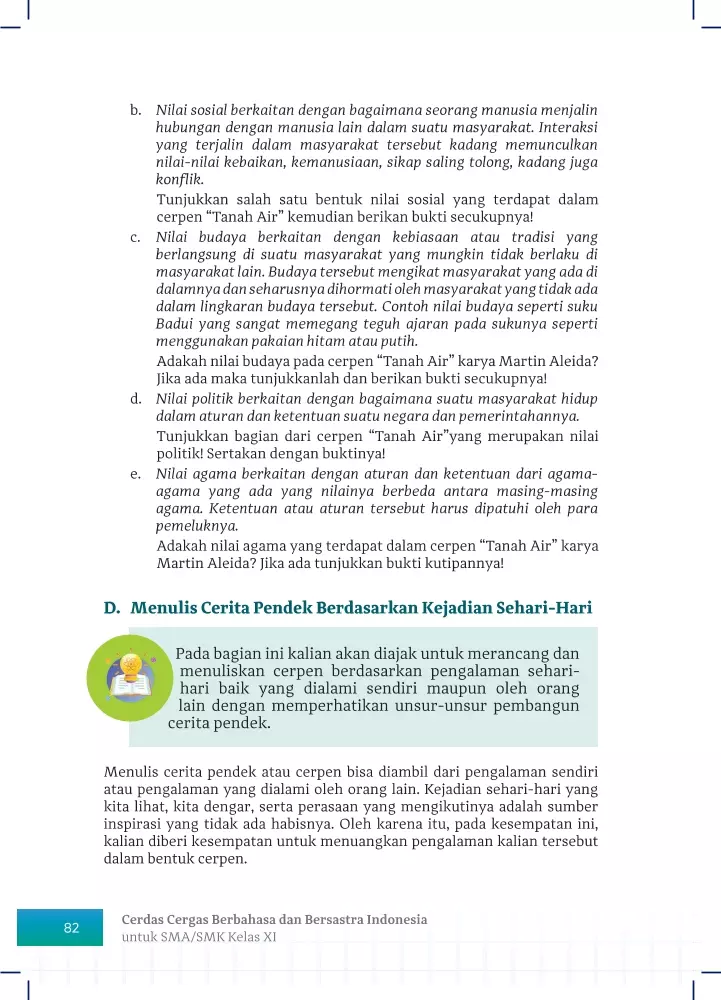 b. Nilai sosial berkaitan dengan bagaimana seorang manusia menjalin
hubungan dengan manusia lain dalam suatu masyarakat. Interaksi
yang terjalin dalam masyarakat tersebut kadang memunculkan
nilai-nilai kebaikan, kemanusiaan, sikap saling tolong, kadang juga
konflik.
Tunjukkan salah satu bentuk nilai sosial yang terdapat dalam
cerpen “Tanah Air” kemudian berikan bukti secukupnya!
c. Nilai budaya berkaitan dengan kebiasaan atau tradisi yang
berlangsung di suatu masyarakat yang mungkin tidak berlaku di
masyarakat lain. Budaya tersebut mengikat masyarakat yang ada di
dalamnya dan seharusnya dihormati oleh masyarakat yang tidak ada
dalam lingkaran budaya tersebut. Contoh nilai budaya seperti suku
Badui yang sangat memegang teguh ajaran pada sukunya seperti
menggunakan pakaian hitam atau putih.
Adakah nilai budaya pada cerpen “Tanah Air” karya Martin Aleida?
Jika ada maka tunjukkanlah dan berikan bukti secukupnya!
d. Nilai politik berkaitan dengan bagaimana suatu masyarakat hidup
dalam aturan dan ketentuan suatu negara dan pemerintahannya.
Tunjukkan bagian dari cerpen “Tanah Air”yang merupakan nilai
politik! Sertakan dengan buktinya!
e. Nilai agama berkaitan dengan aturan dan ketentuan dari agama-
agama yang ada yang nilainya berbeda antara masing-masing
agama. Ketentuan atau aturan tersebut harus dipatuhi oleh para
pemeluknya.
Adakah nilai agama yang terdapat dalam cerpen “Tanah Air” karya
Martin Aleida? Jika ada tunjukkan bukti kutipannya!
D. Menulis Cerita Pendek Berdasarkan Kejadian Sehari-Hari
Pada bagian ini kalian akan diajak untuk merancang dan
menuliskan cerpen berdasarkan pengalaman sehari-
hari baik yang dialami sendiri maupun oleh orang
lain dengan memperhatikan unsur-unsur pembangun
cerita pendek.
Menulis cerita pendek atau cerpen bisa diambil dari pengalaman sendiri
atau pengalaman yang dialami oleh orang lain. Kejadian sehari-hari yang
kita lihat, kita dengar, serta perasaan yang mengikutinya adalah sumber
inspirasi yang tidak ada habisnya. Oleh karena itu, pada kesempatan ini,
kalian diberi kesempatan untuk menuangkan pengalaman kalian tersebut
dalam bentuk cerpen.
82
Cerdas Cergas Berbahasa dan Bersastra Indonesia
untuk SMA/SMK Kelas XI